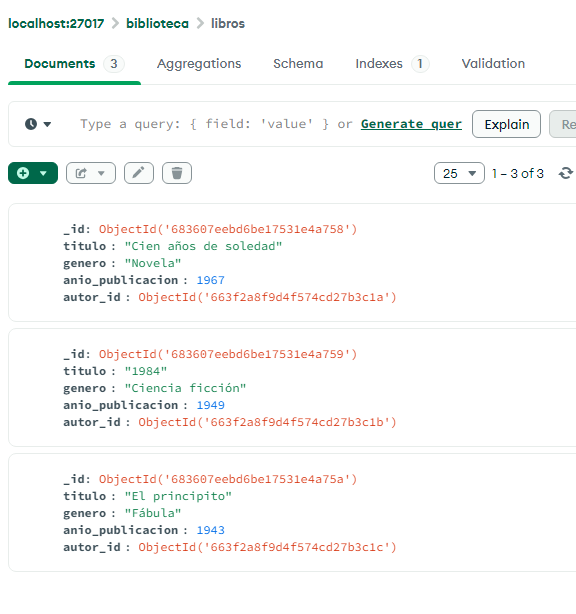 localhost:27017 > biblioteca > libros
Documents 3 Aggregations Schema Indexes 1 Validation
Type a query: { field: 'value' } or Generate quer Explain Re
25 1 – 3 of 3
_id: ObjectId('683607eebd6be17531e4a758')
titulo : "Cien años de soledad"
genero : "Novela"
anio_publicacion : 1967
autor_id : ObjectId('663f2a8f9d4f574cd27b3c1a')
_id: ObjectId('683607eebd6be17531e4a759')
titulo : "1984"
genero : "Ciencia ficción"
anio_publicacion : 1949
autor_id : ObjectId('663f2a8f9d4f574cd27b3c1b')
_id: ObjectId('683607eebd6be17531e4a75a')
titulo : "El principito"
genero : "Fábula"
anio_publicacion : 1943
autor_id : ObjectId('663f2a8f9d4f574cd27b3c1c')